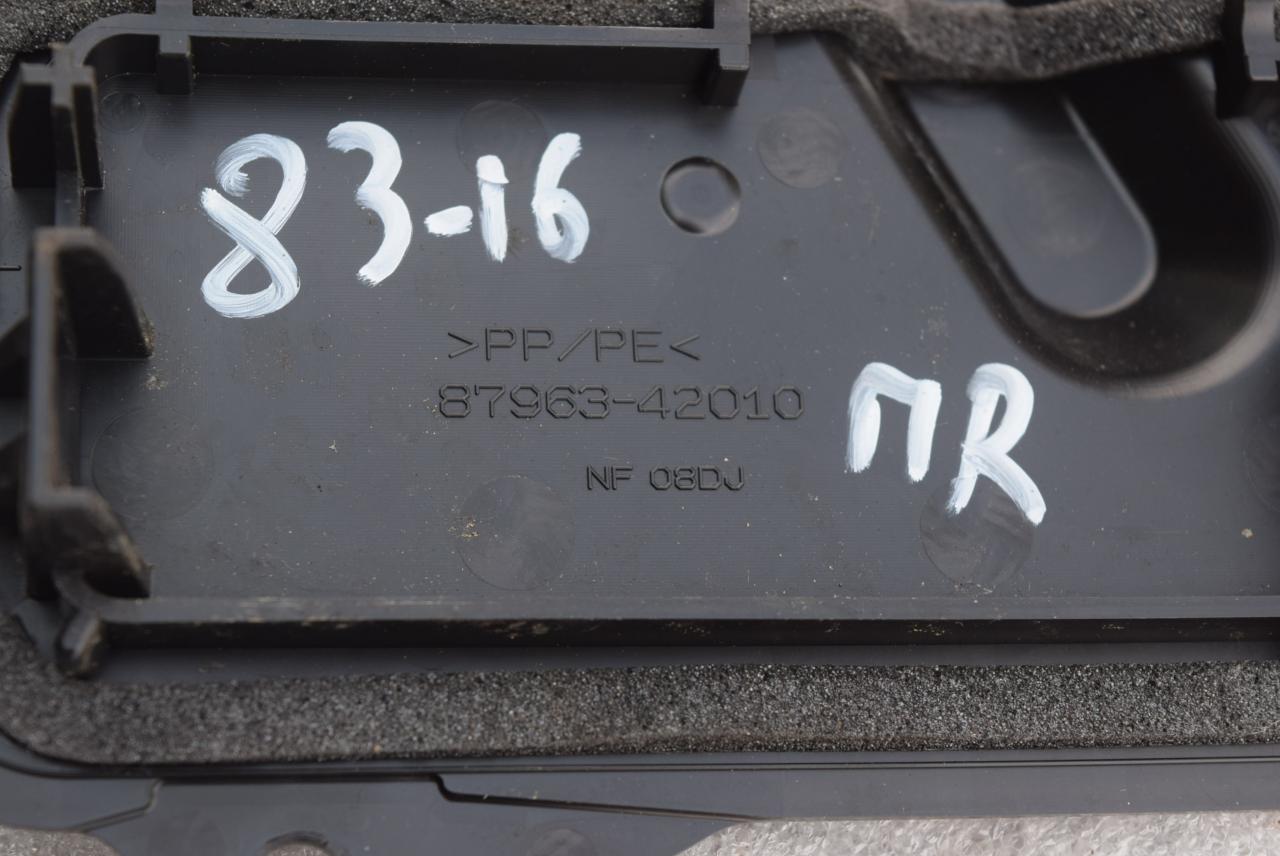 83-16
>PP/PE<
87963-42010
ПR
NF 08DJ